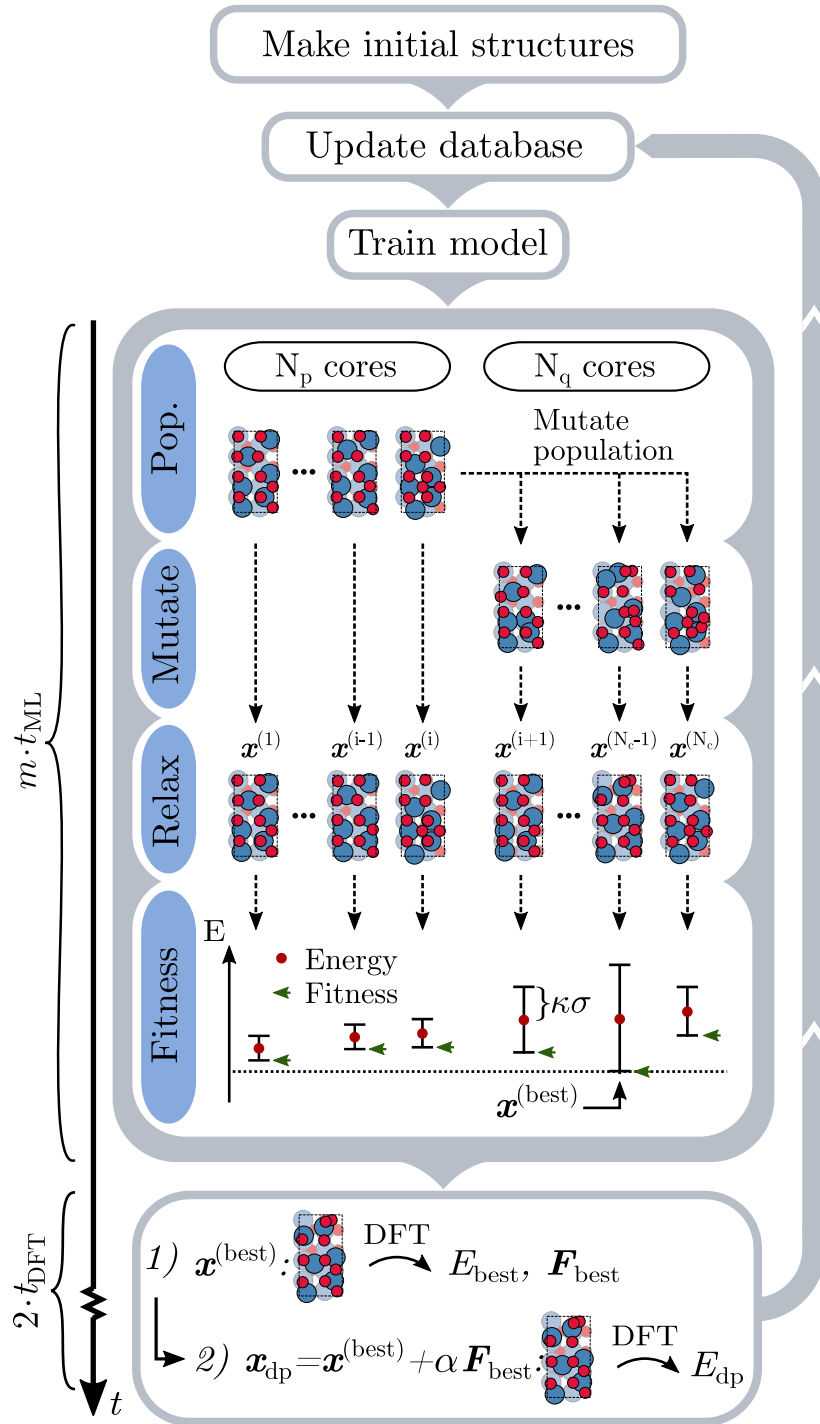 Make initial structures
Update database
Train model
N_p cores
N_q cores
Pop.
Mutate
population
Mutate
x^(1) x^(i-1) x^(i) x^(i+1) x^(N_c-1) x^(N_c)
Relax
m·t_ML
Fitness
E
Energy
Fitness
κσ
x^(best)
2·t_DFT
1) x^(best): DFT E_best, F_best
2) x_dp=x^(best)+αF_best: DFT E_dp
t